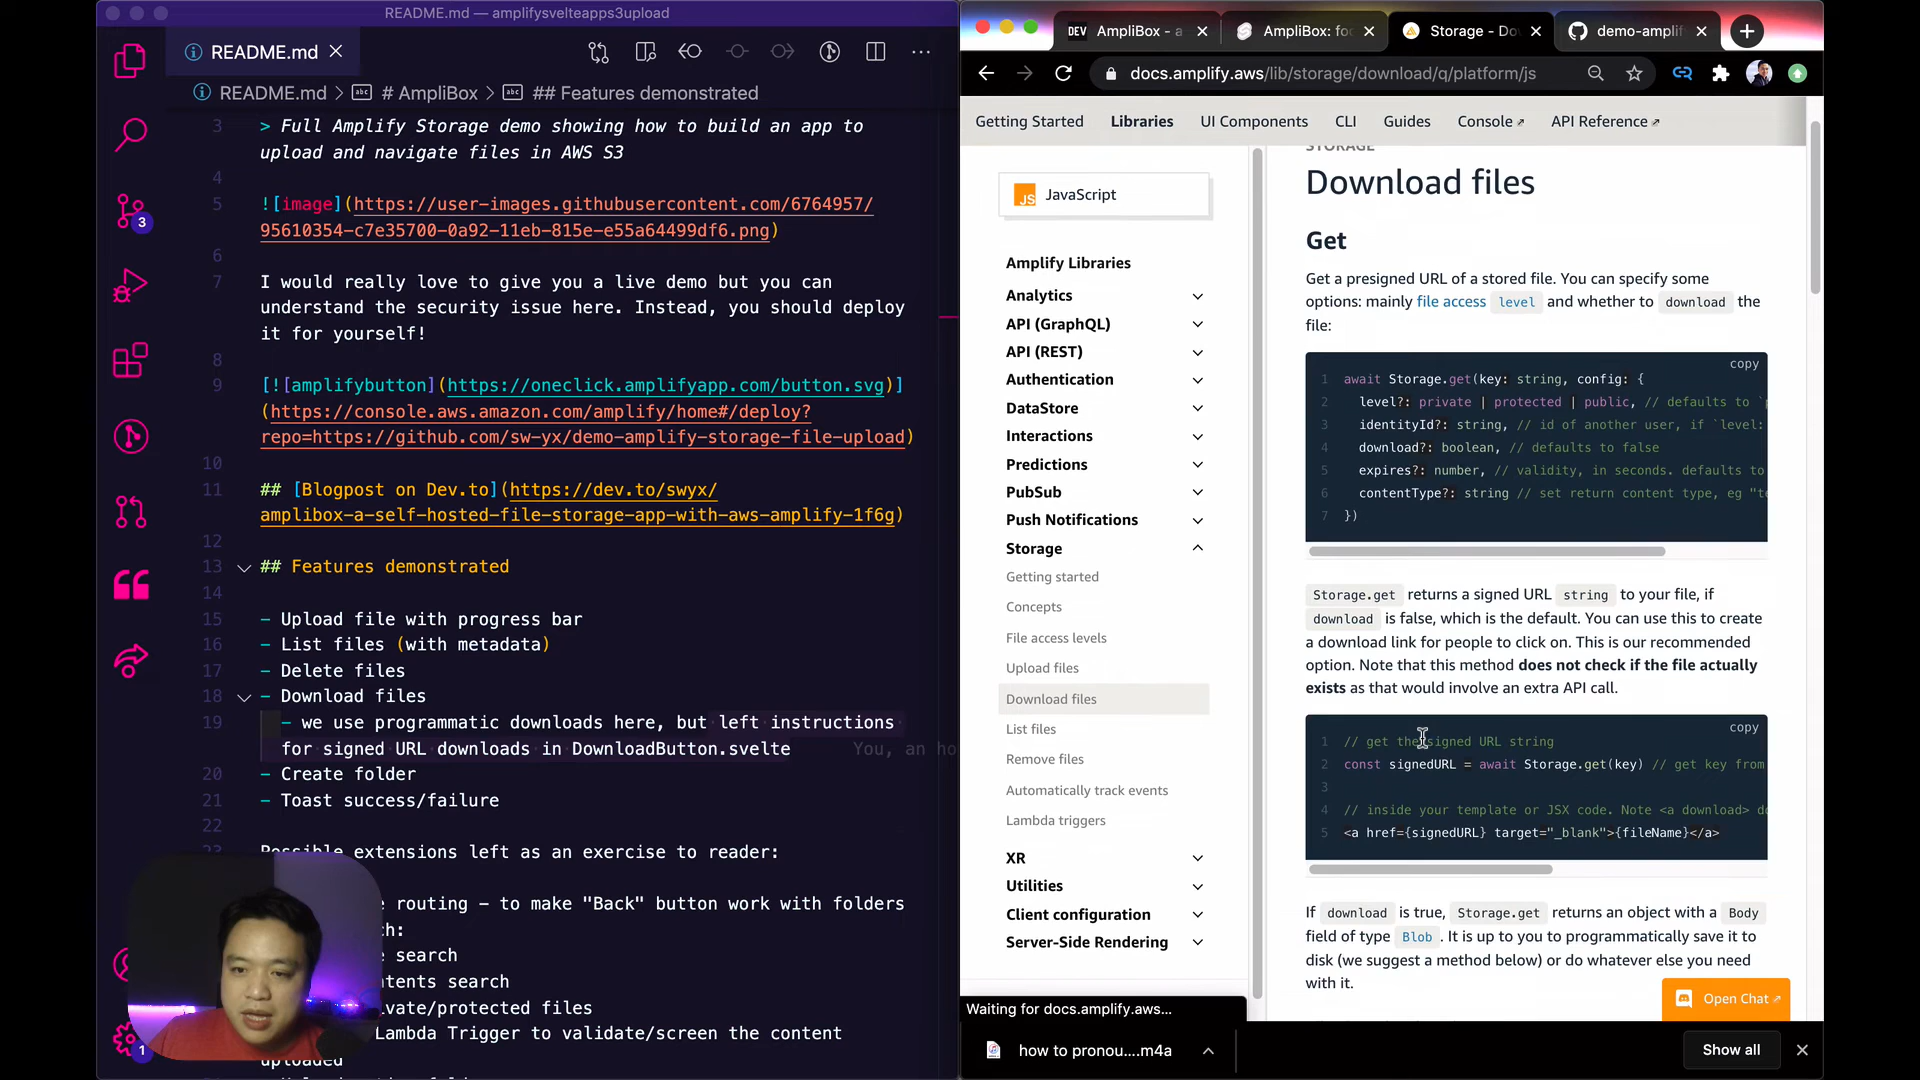 README.md — amplifysvelteapps3upload
README.md
README.md > # AmpliBox > ## Features demonstrated
3 > Full Amplify Storage demo showing how to build an app to
upload and navigate files in AWS S3
4
5 ![image](https://user-images.githubusercontent.com/6764957/
95610354-c7e35700-0a92-11eb-815e-e55a64499df6.png)
6
7 I would really love to give you a live demo but you can
understand the security issue here. Instead, you should deploy
it for yourself!
8
9 [![amplifybutton](https://oneclick.amplifyapp.com/button.svg)]
(https://console.aws.amazon.com/amplify/home#/deploy?
repo=https://github.com/sw-yx/demo-amplify-storage-file-upload)
10
11 ## [Blogpost on Dev.to](https://dev.to/swyx/
amplibox-a-self-hosted-file-storage-app-with-aws-amplify-1f6g)
12
13 ## Features demonstrated
14
15 - Upload file with progress bar
16 - List files (with metadata)
17 - Delete files
18 - Download files
19 - we use programmatic downloads here, but left instructions
for signed URL downloads in DownloadButton.svelte You, an ho
20 - Create folder
21 - Toast success/failure
22
Possible extensions left as an exercise to reader:
routing - to make "Back" button work with folders
search
search
/protected files
Lambda Trigger to validate/screen the content
uploaded
3
1
DEV AmpliBox - a
AmpliBox: fo
Storage - Do
demo-amplif
docs.amplify.aws/lib/storage/download/q/platform/js
Getting Started Libraries UI Components CLI Guides Console API Reference
JS JavaScript
Amplify Libraries
Analytics
API (GraphQL)
API (REST)
Authentication
DataStore
Interactions
Predictions
PubSub
Push Notifications
Storage
Getting started
Concepts
File access levels
Upload files
Download files
List files
Remove files
Automatically track events
Lambda triggers
XR
Utilities
Client configuration
Server-Side Rendering
STORAGE
Download files
Get
Get a presigned URL of a stored file. You can specify some
options: mainly file access level and whether to download the
file:
copy
1 await Storage.get(key: string, config: {
2 level?: private | protected | public, // defaults to `
3 identityId?: string, // id of another user, if `level:
4 download?: boolean, // defaults to false
5 expires?: number, // validity, in seconds. defaults to
6 contentType?: string // set return content type, eg "te
7 })
Storage.get returns a signed URL string to your file, if
download is false, which is the default. You can use this to create
a download link for people to click on. This is our recommended
option. Note that this method does not check if the file actually
exists as that would involve an extra API call.
copy
1 // get the signed URL string
2 const signedURL = await Storage.get(key) // get key from
3
4 // inside your template or JSX code. Note <a download> do
5 <a href={signedURL} target="_blank">{fileName}</a>
If download is true, Storage.get returns an object with a Body
field of type Blob. It is up to you to programmatically save it to
disk (we suggest a method below) or do whatever else you need
with it.
Open Chat
Waiting for docs.amplify.aws...
how to pronou....m4a
Show all